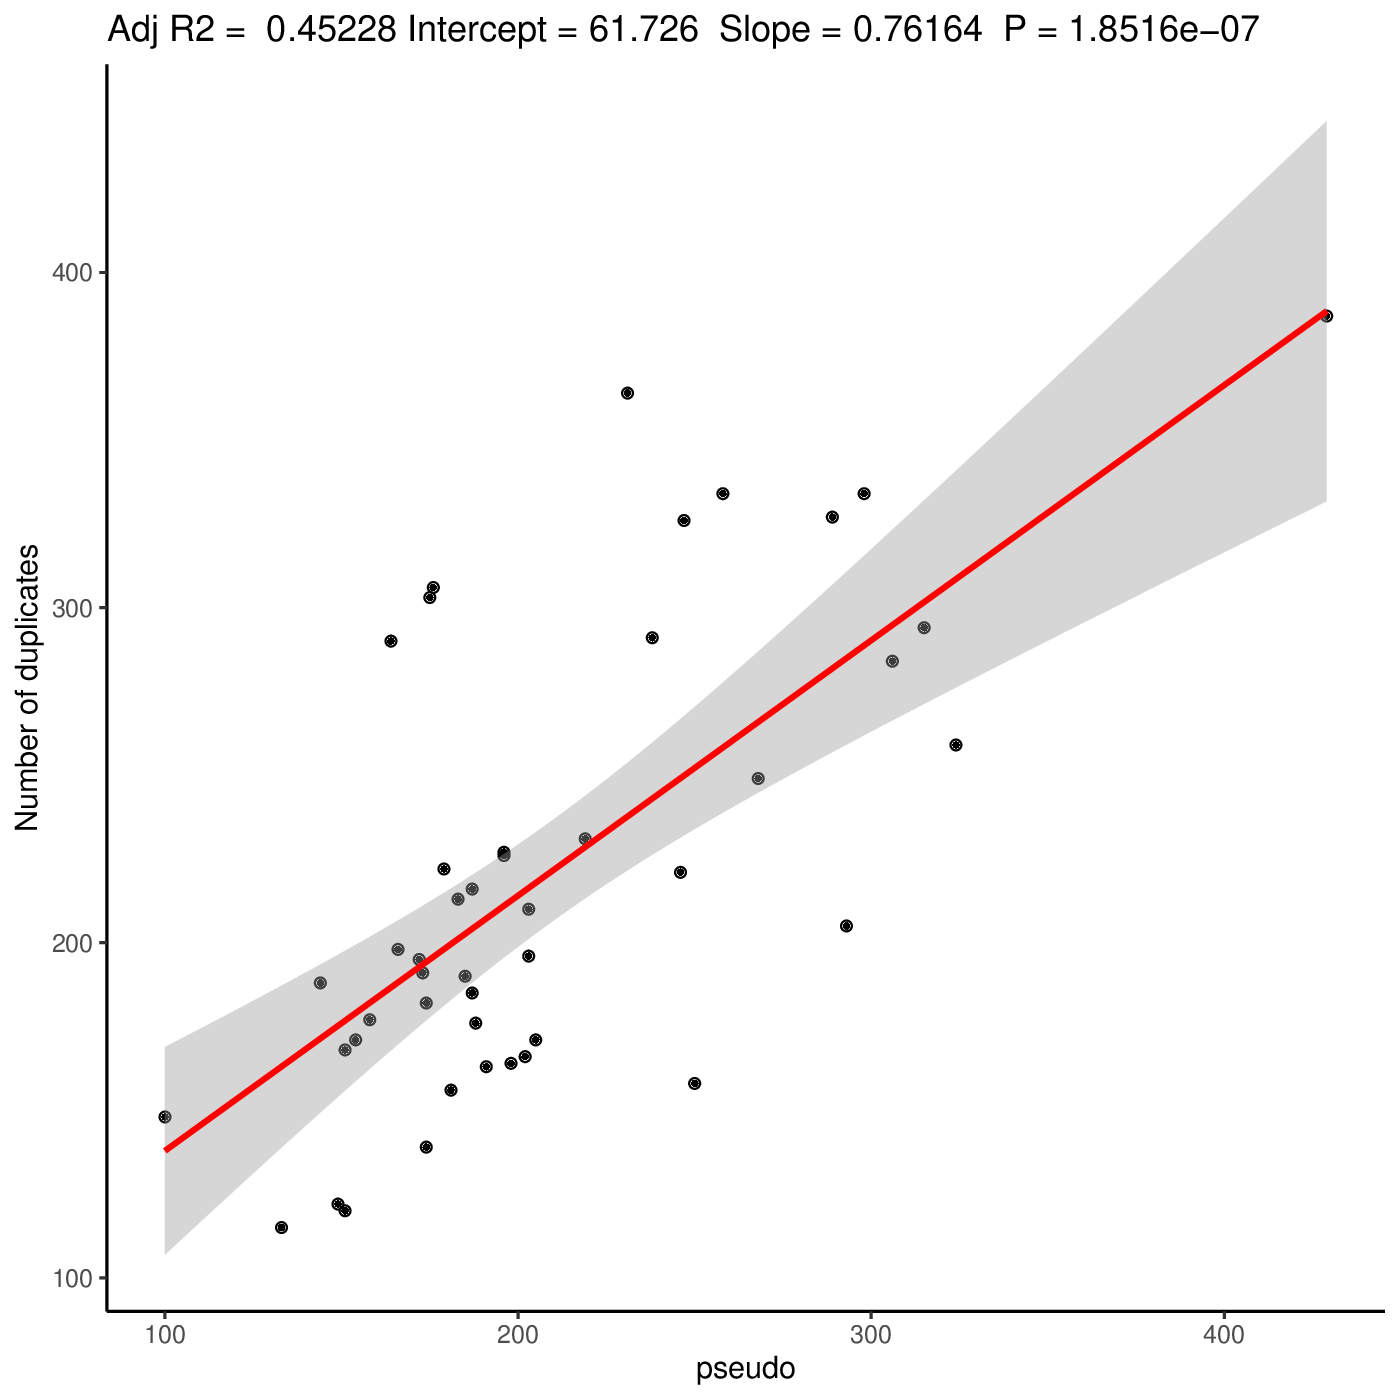 Adj R2 =  0.45228 Intercept = 61.726  Slope = 0.76164  P = 1.8516e−07
Number of duplicates
400
300
200
100
100 200 300 400
pseudo